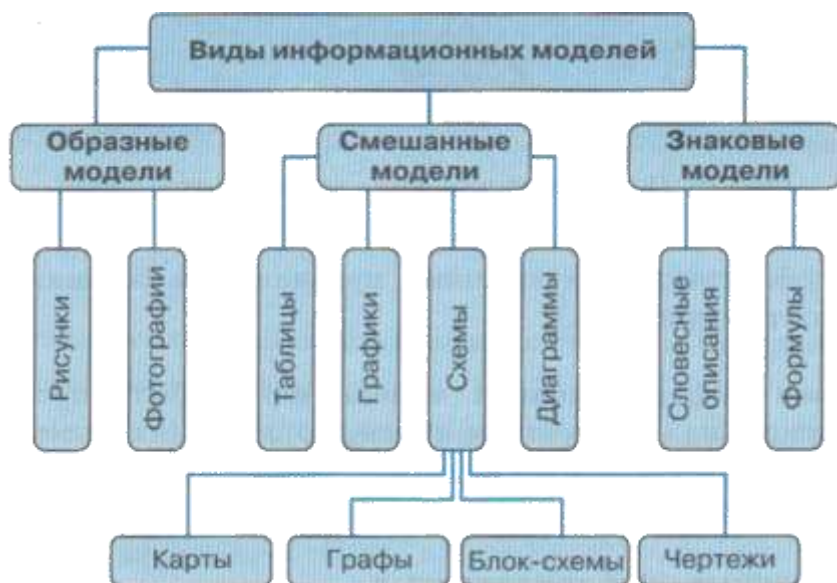 Виды информационных моделей
Образные
модели
Смешанные
модели
Знаковые
модели
Рисунки
Фотографии
Таблицы
Графики
Схемы
Диаграммы
Словесные
описания
Формулы
Карты
Графы
Блок-схемы
Чертежи